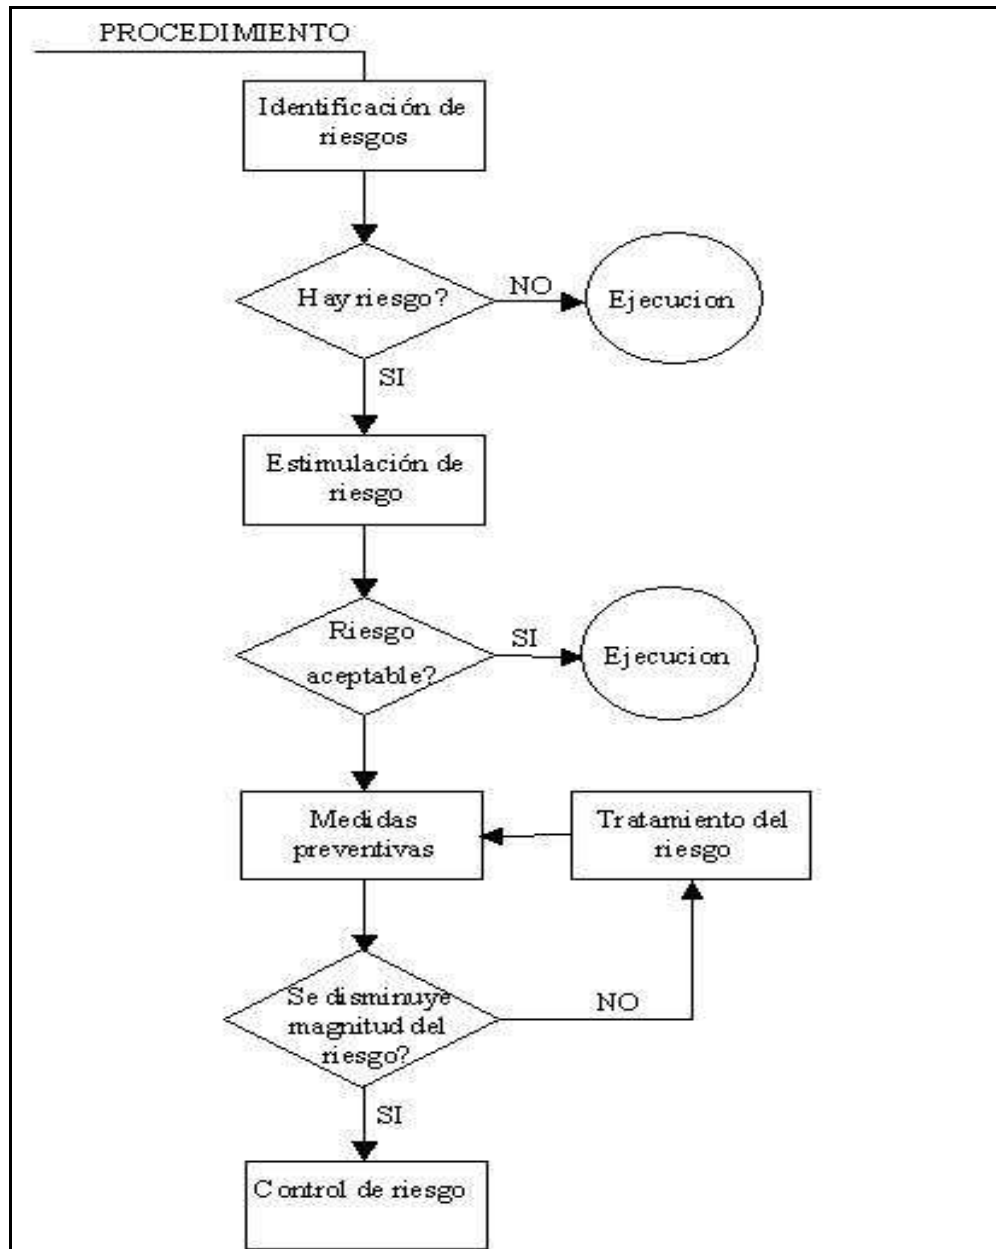 PROCEDIMIENTO
Identificación de
riesgos
Hay riesgo?
NO
Ejecucion
SI
Estimulación de
riesgo
Riesgo
aceptable?
SI
Ejecucion
Medidas
preventivas
Tratamiento del
riesgo
Se disminuye
magnitud del
riesgo?
NO
SI
Control de riesgo